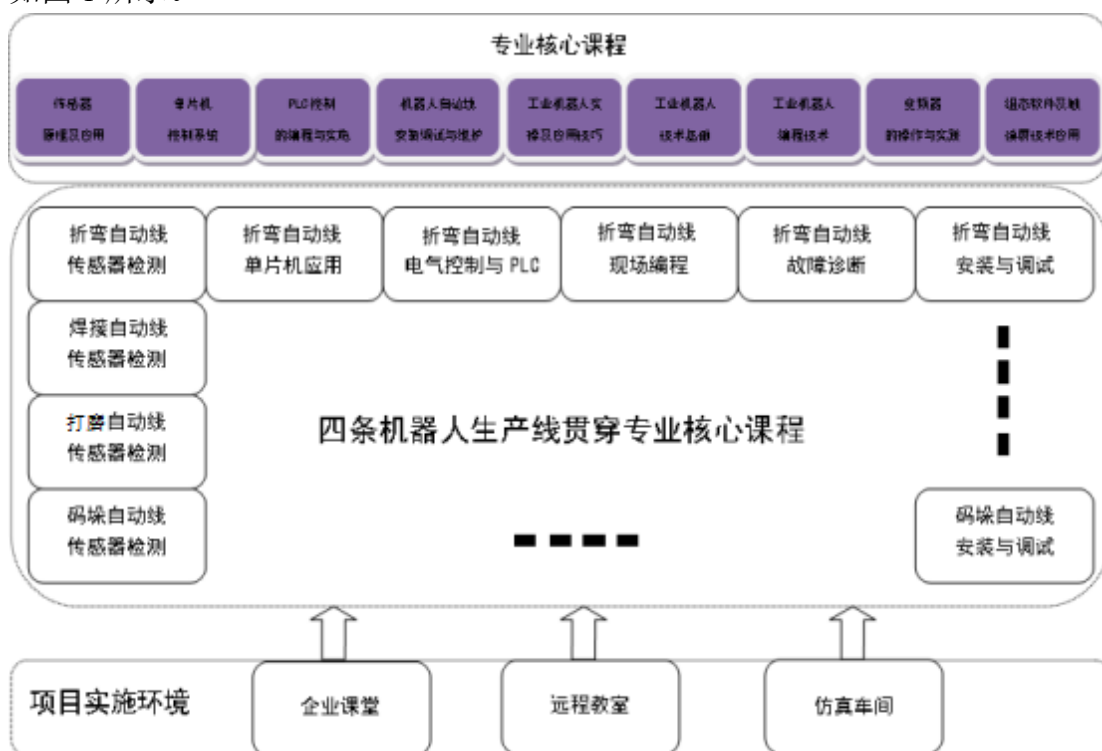 专业核心课程
传感器
原理及应用
单片机
控制系统
PLC控制
的编程与实施
机器人自动线
安装调试与维护
工业机器人实
操及应用技巧
工业机器人
技术基础
工业机器人
编程技术
变频器
的操作与实践
组态软件及触
摸屏技术应用
折弯自动线
传感器检测
折弯自动线
单片机应用
折弯自动线
电气控制与 PLC
折弯自动线
现场编程
折弯自动线
故障诊断
折弯自动线
安装与调试
焊接自动线
传感器检测
打磨自动线
传感器检测
四条机器人生产线贯穿专业核心课程
码垛自动线
传感器检测
码垛自动线
安装与调试
项目实施环境
企业课堂
远程教室
仿真车间